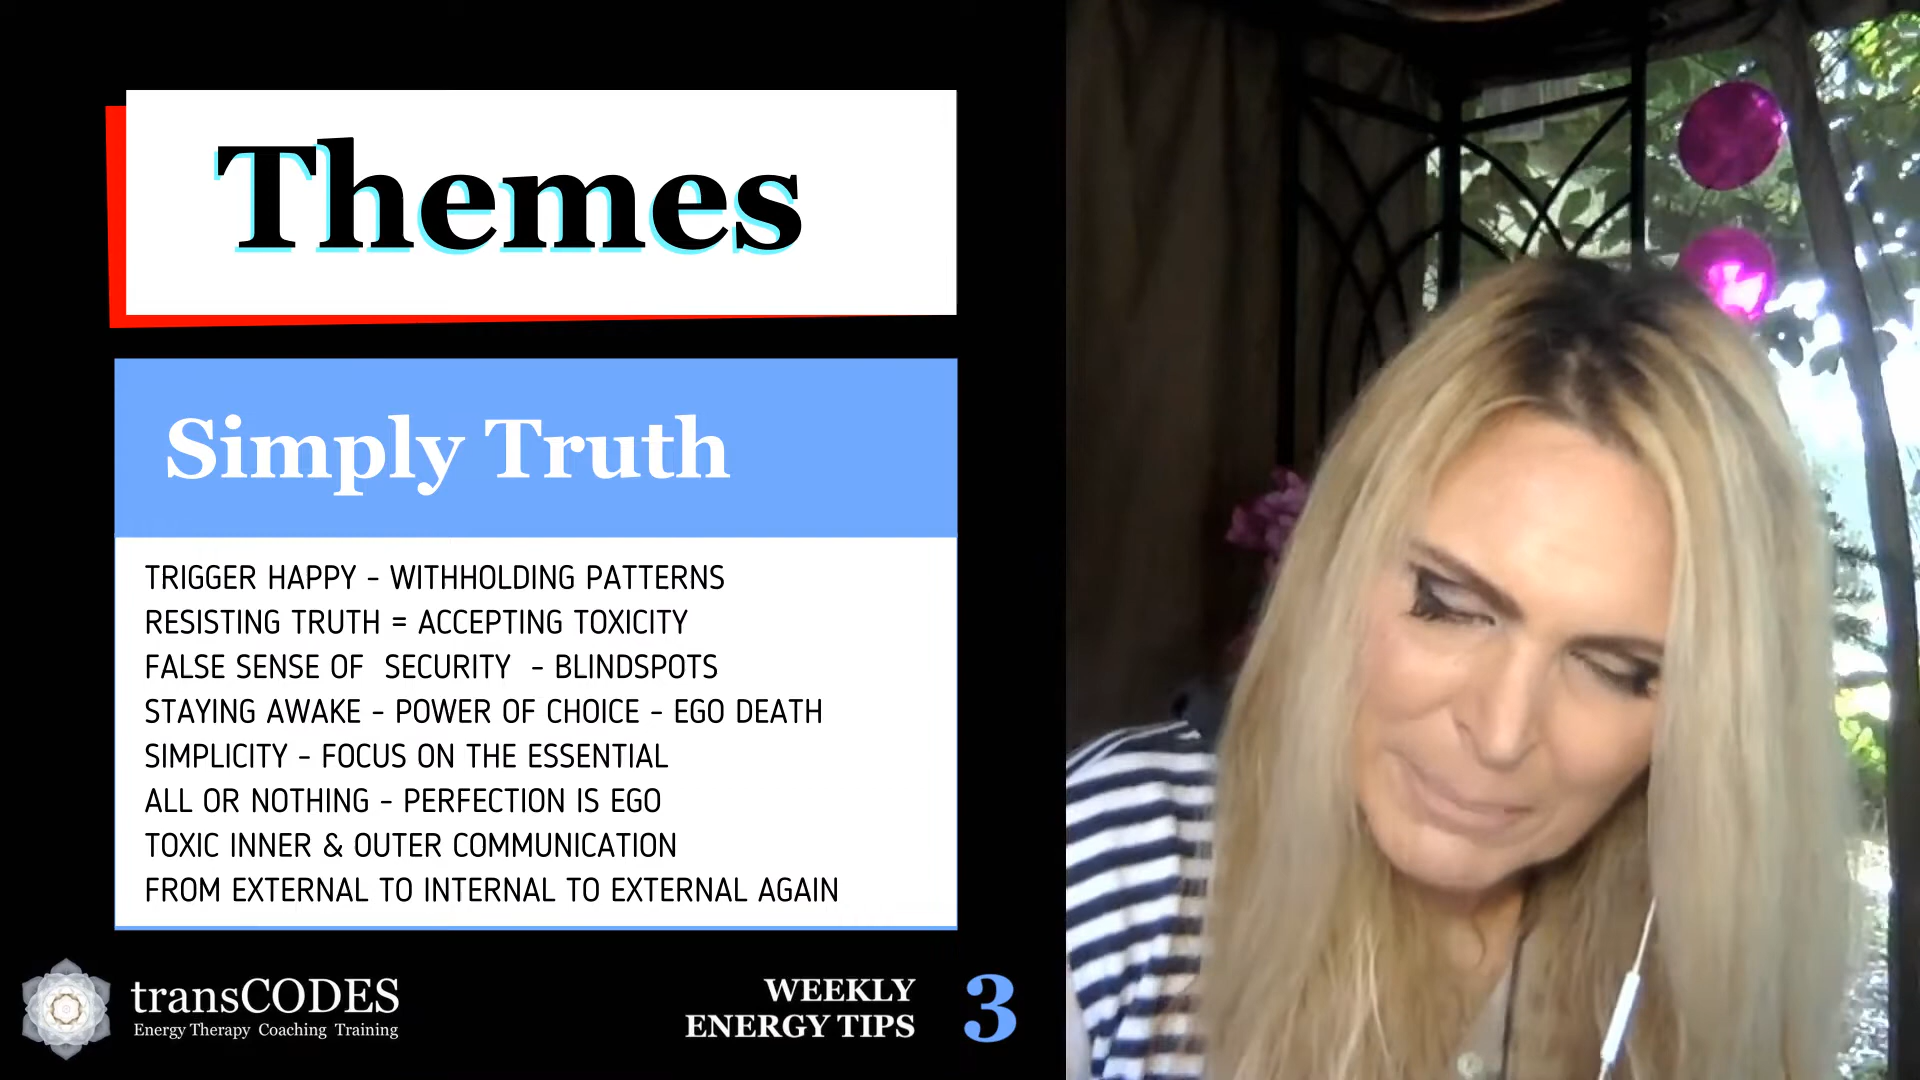 Themes
Simply Truth
TRIGGER HAPPY - WITHHOLDING PATTERNS
RESISTING TRUTH = ACCEPTING TOXICITY
FALSE SENSE OF SECURITY - BLINDSPOTS
STAYING AWAKE - POWER OF CHOICE - EGO DEATH
SIMPLICITY - FOCUS ON THE ESSENTIAL
ALL OR NOTHING - PERFECTION IS EGO
TOXIC INNER & OUTER COMMUNICATION
FROM EXTERNAL TO INTERNAL TO EXTERNAL AGAIN
transCODES
Energy Therapy Coaching Training
WEEKLY
ENERGY TIPS
3